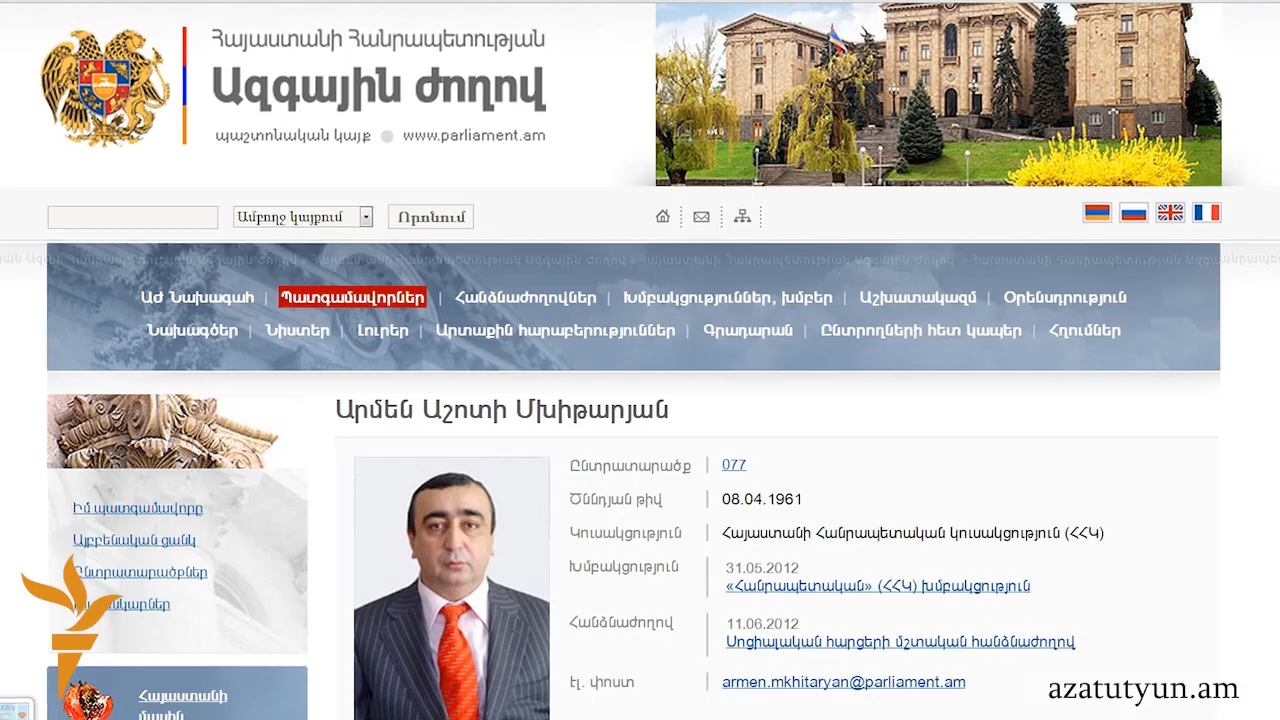 Հայաստանի Հանրապետության
Ազգային Ժողով
պաշտոնական կայք ● www.parliament.am
Ամբողջ կայքում
Որոնում
ԱԺ Նախագահ | Պատգամավորներ | Հանձնաժողովներ | Խմբակցություններ, խմբեր | Աշխատակազմ | Օրենսդրություն
Նախագծեր | Նիստեր | Լուրեր | Արտաքին հարաբերություններ | Գրադարան | Ընտրողների հետ կապեր | Հղումներ
Արմեն Աշոտի Մխիթարյան
Իմ պատգամավորը
Այբբենական ցանկ
Ընտրատարածքներ
Հայաստանի
մասին
Ընտրատարածք | 077
Ծննդյան թիվ | 08.04.1961
Կուսակցություն | Հայաստանի Հանրապետական կուսակցություն (ՀՀԿ)
Խմբակցություն | 31.05.2012
«Հանրապետական» (ՀՀԿ) խմբակցություն
Հանձնաժողով | 11.06.2012
Սոցիալական հարցերի մշտական հանձնաժողով
էլ. փոստ | armen.mkhitaryan@parliament.am
azatutyun.am